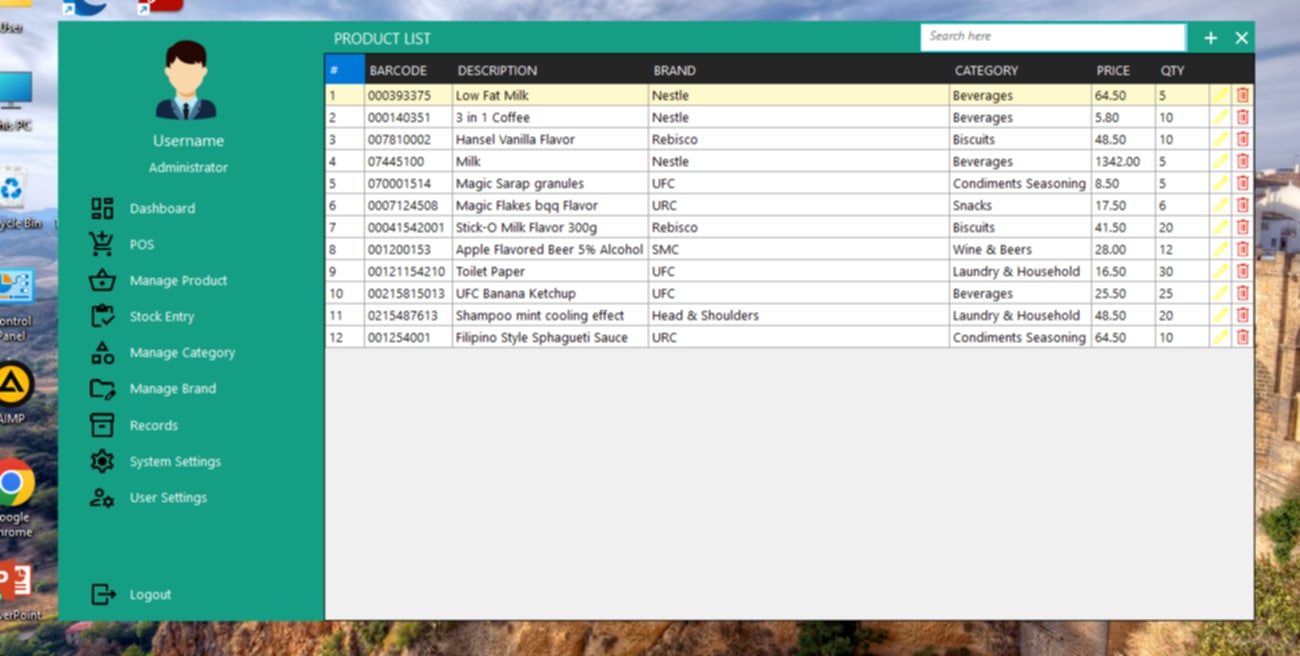 User
PRODUCT LIST
Search here
Username
Administrator
Dashboard
POS
Manage Product
Stock Entry
Manage Category
Manage Brand
Records
System Settings
User Settings
Logout
# BARCODE DESCRIPTION BRAND CATEGORY PRICE QTY
1 000393375 Low Fat Milk Nestle Beverages 64.50 5
2 000140351 3 in 1 Coffee Nestle Beverages 5.80 10
3 007810002 Hansel Vanilla Flavor Rebisco Biscuits 48.50 10
4 07445100 Milk Nestle Beverages 1342.00 5
5 070001514 Magic Sarap granules UFC Condiments Seasoning 8.50 5
6 0007124508 Magic Flakes bqq Flavor URC Snacks 17.50 6
7 00041542001 Stick-O Milk Flavor 300g Rebisco Biscuits 41.50 20
8 001200153 Apple Flavored Beer 5% Alcohol SMC Wine & Beers 28.00 12
9 00121154210 Toilet Paper UFC Laundry & Household 16.50 30
10 00215815013 UFC Banana Ketchup UFC Beverages 25.50 25
11 0215487613 Shampoo mint cooling effect Head & Shoulders Laundry & Household 48.50 20
12 001254001 Filipino Style Sphagueti Sauce URC Condiments Seasoning 64.50 10
his PC
ycle Bin
ontrol
Panel
AIMP
oogle
hrome
werPoint